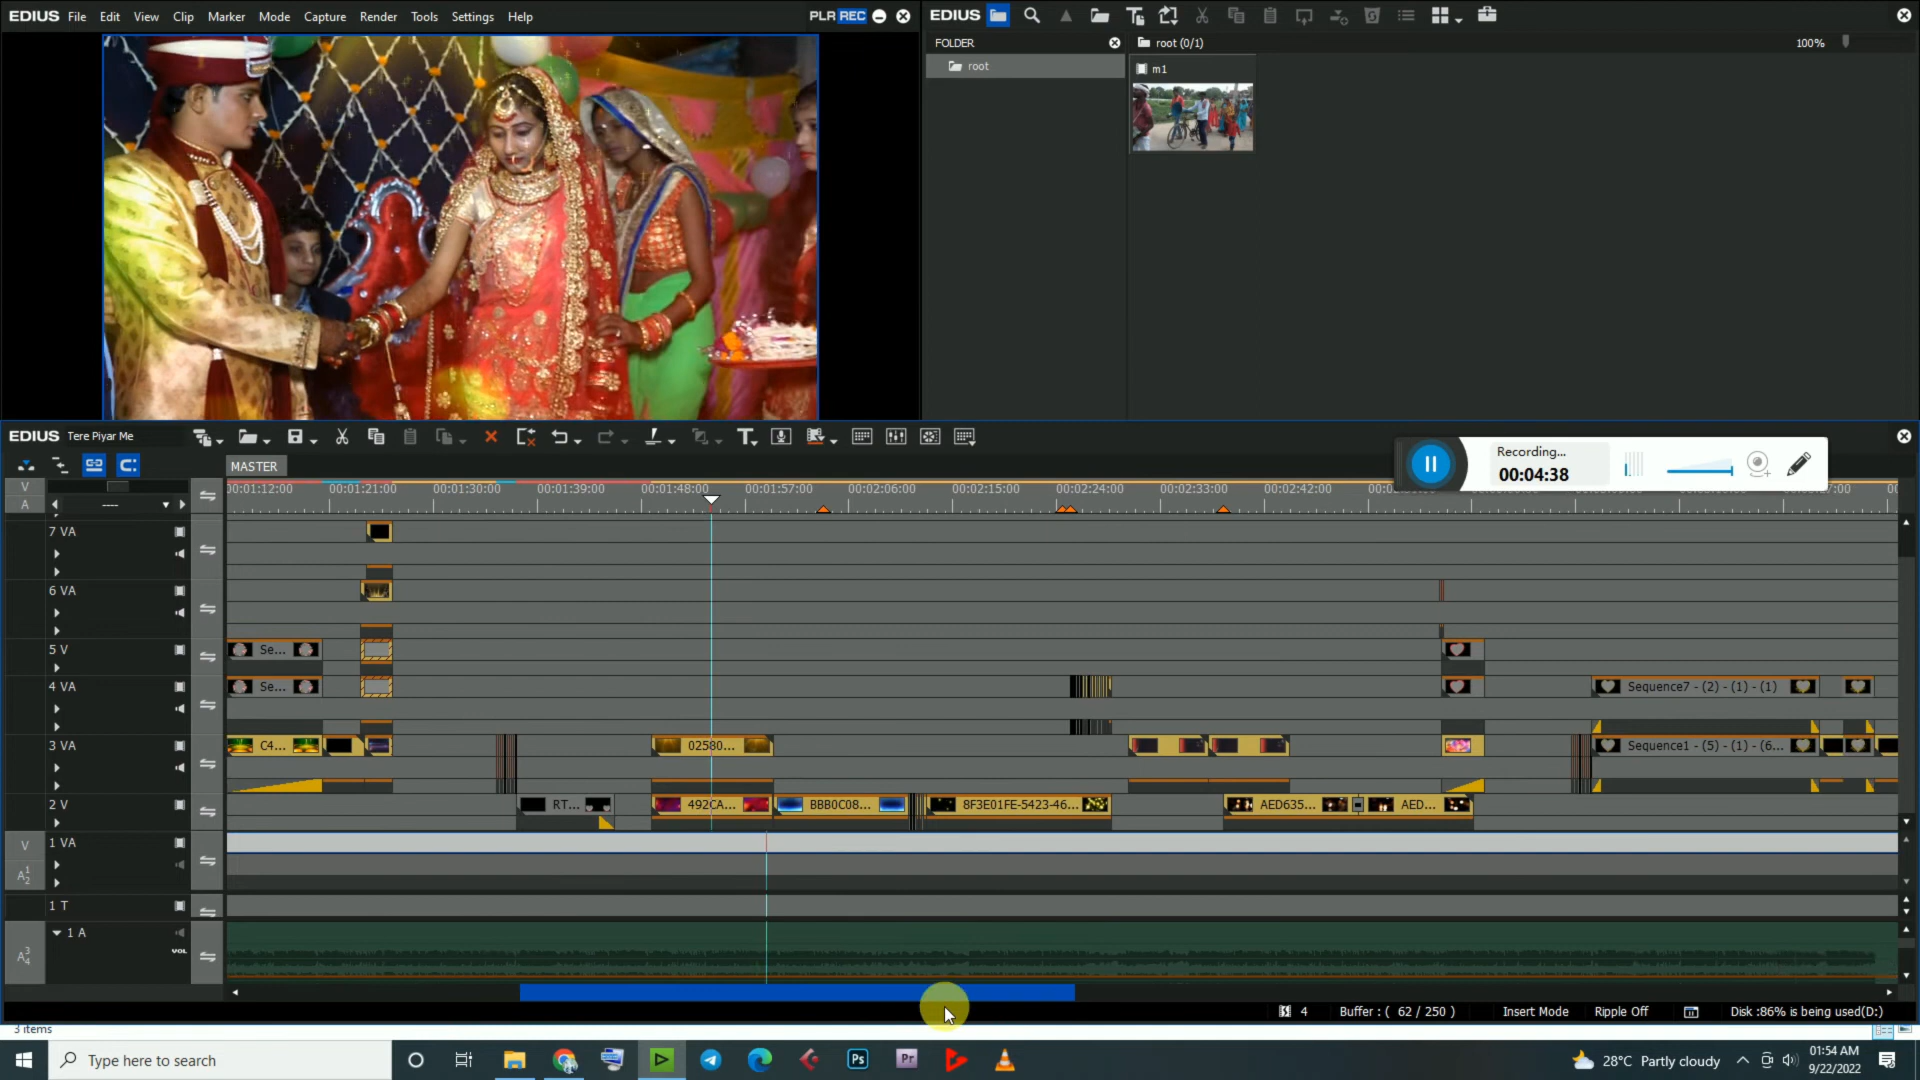 EDIUS File Edit View Clip Marker Mode Capture Render Tools Settings Help PLR REC
EDIUS
FOLDER
root (0/1)
100%
root
m1
EDIUS Tere Piyar Me
Recording...
00:04:38
MASTER
00:01:12:00 00:01:21:00 00:01:30:00 00:01:39:00 00:01:48:00 00:01:57:00 00:02:06:00 00:02:15:00 00:02:24:00 00:02:33:00 00:02:42:00
V
A
----
7 VA
6 VA
5 V
Se...
4 VA
Se...
Sequence7 - (2) - (1) - (1)
3 VA
C4...
02580...
Sequence1 - (5) - (1) - (6...
2 V
RT...
492CA...
BBB0C08...
8F3E01FE-5423-46...
AED635...
AED...
V
1 VA
A 1 2
1 T
1 A
VOL
A 3 4
4
Buffer : ( 62 / 250 )
Insert Mode
Ripple Off
Disk :86% is being used(D:)
3 items
Type here to search
Ps
Pr
28°C Partly cloudy
01:54 AM
9/22/2022